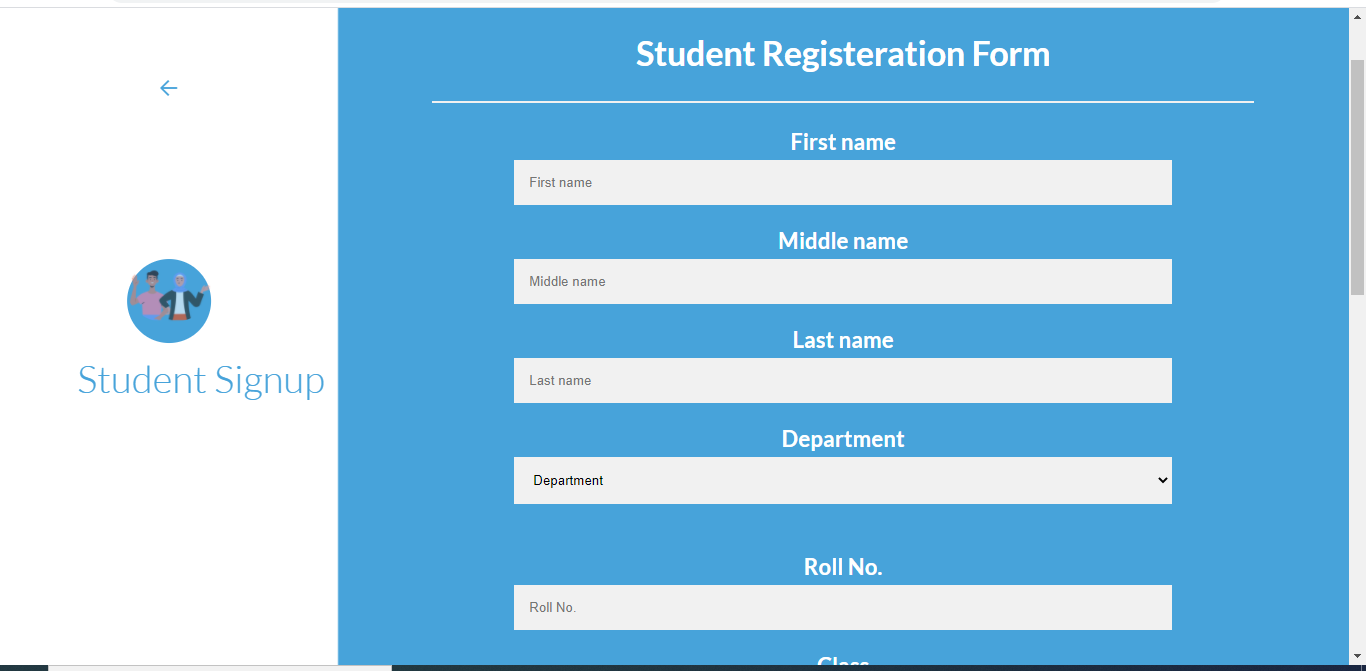 Student Signup
Student Registeration Form
First name
First name
Middle name
Middle name
Last name
Last name
Department
Department
Roll No.
Roll No.
Class